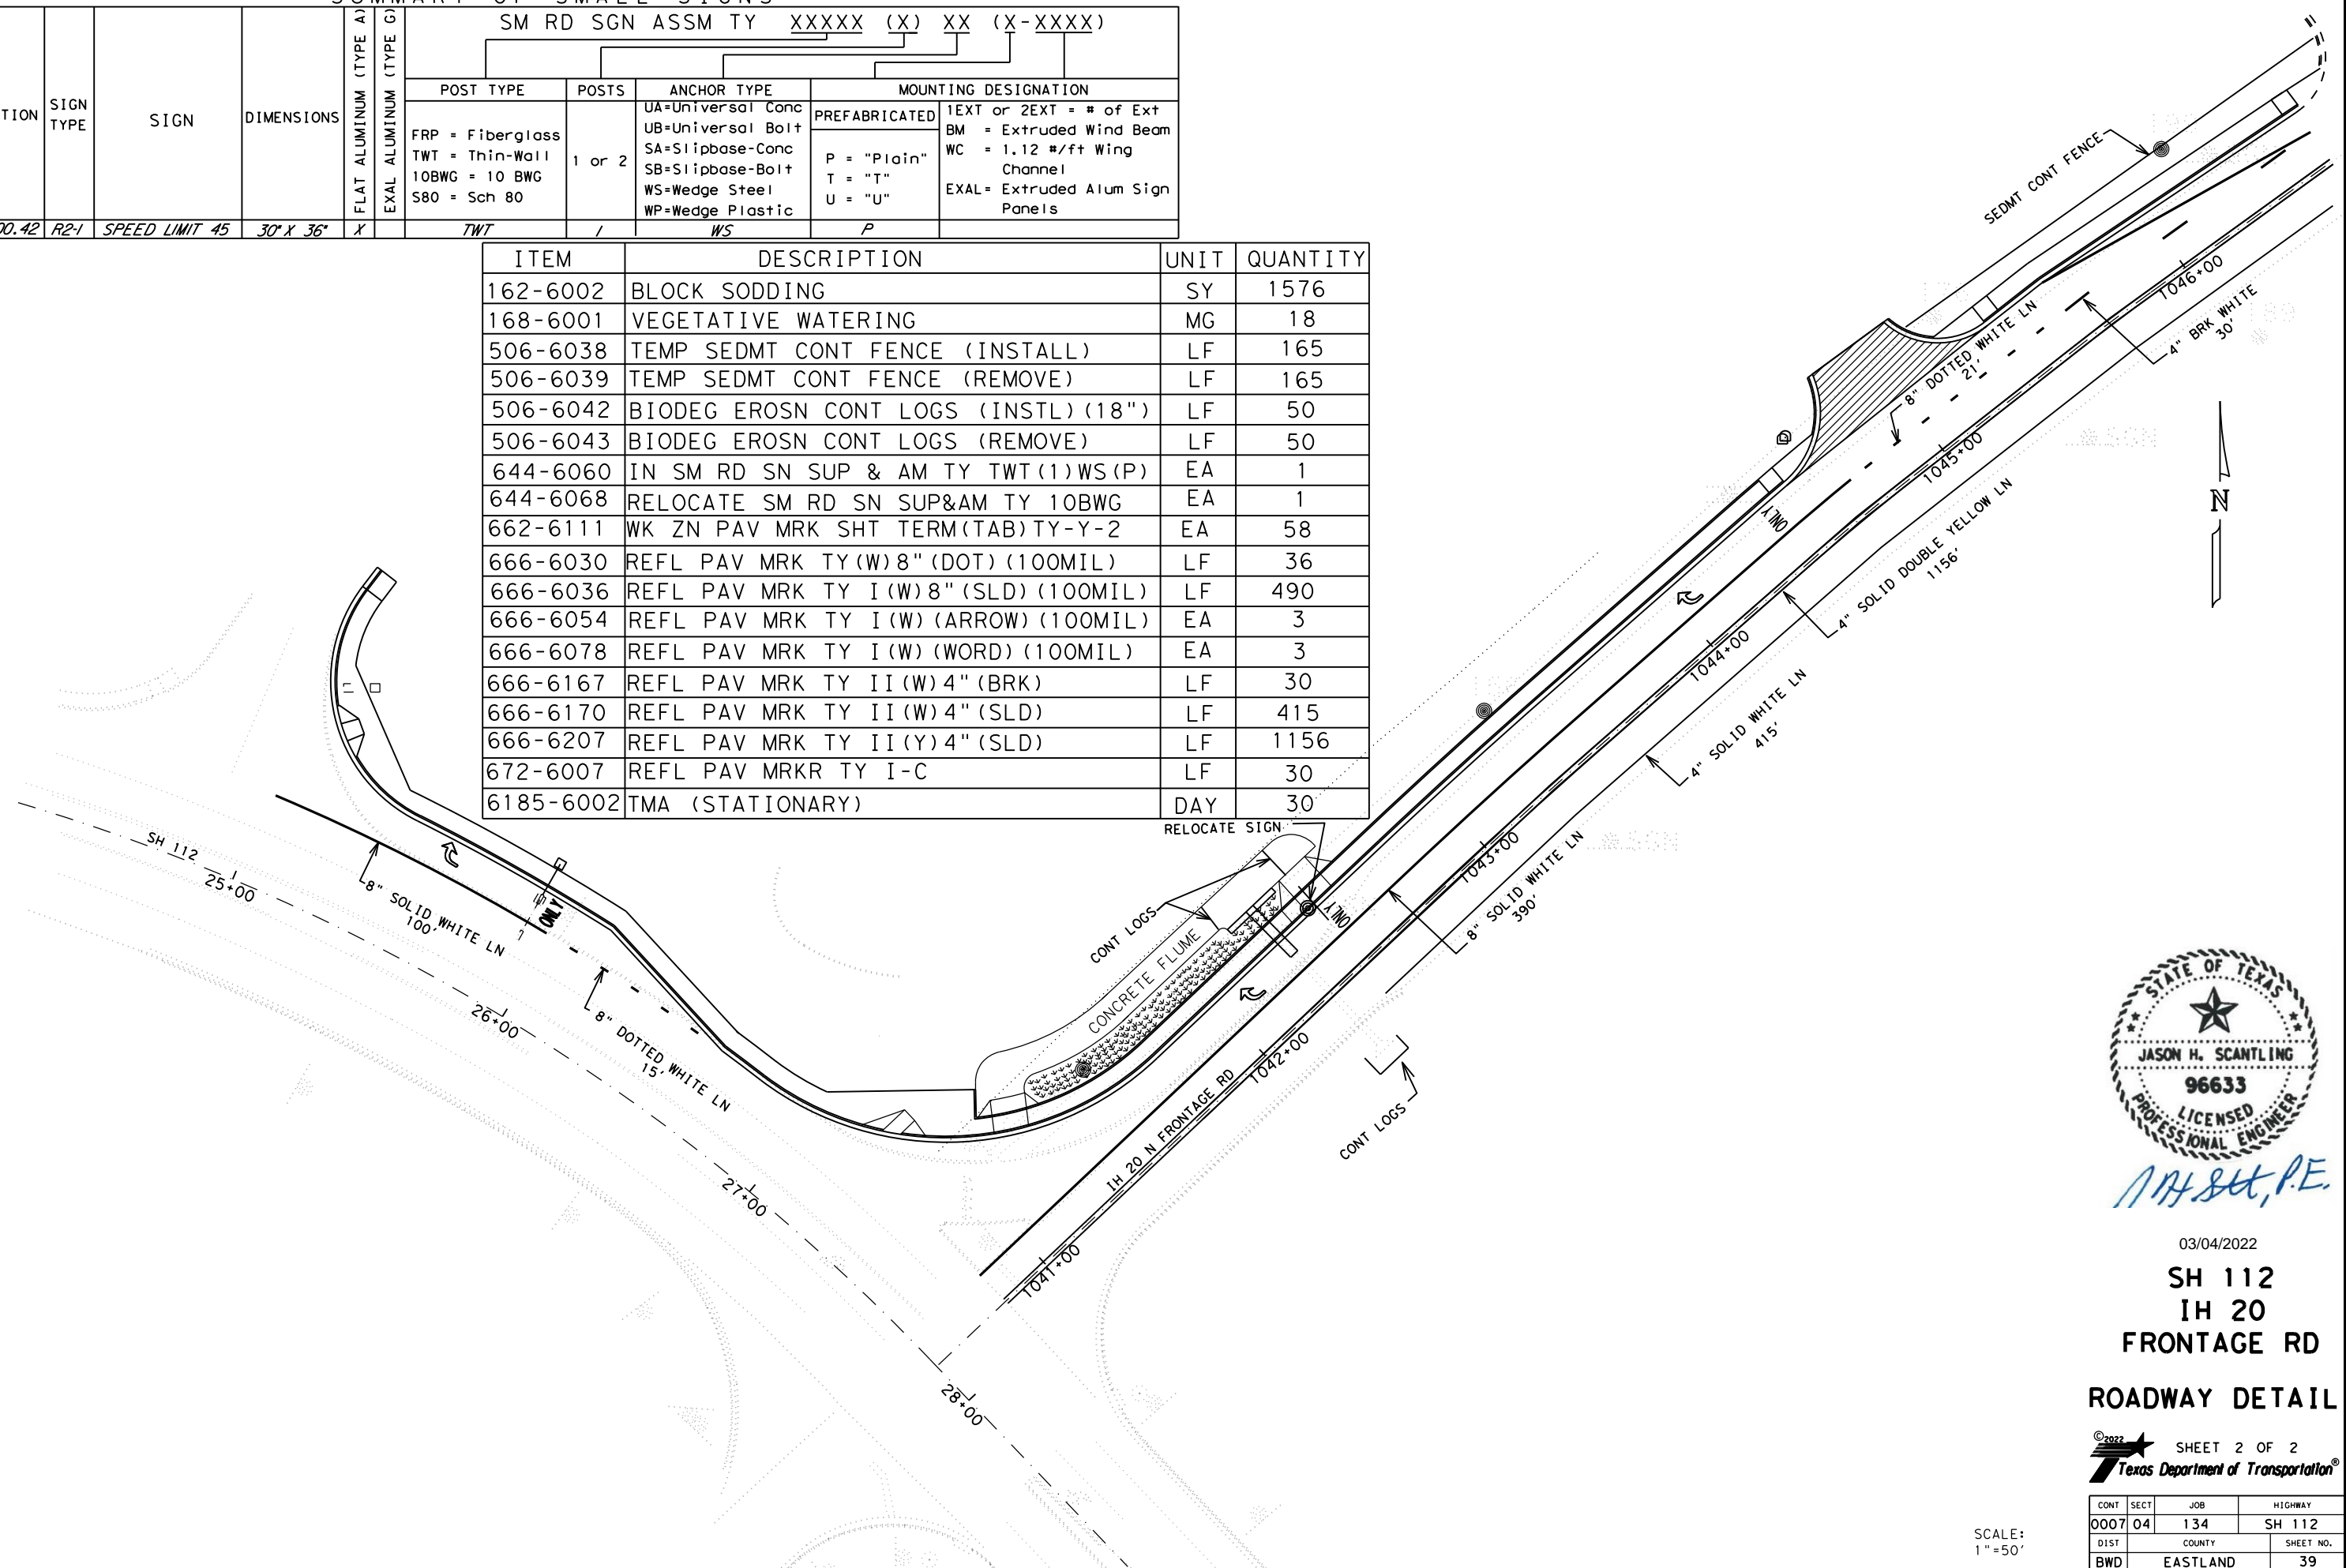 SUMMARY OF SMALL SIGNS
SM RD SGN ASSM TY XXXXX (X) XX (X-XXXX)
SIGN TYPE
SIGN
DIMENSIONS
FLAT ALUMINUM (TYPE A)
EXAL ALUMINUM (TYPE G)
POST TYPE
POSTS
ANCHOR TYPE
MOUNTING DESIGNATION
FRP = Fiberglass
TWT = Thin-Wall
10BWG = 10 BWG
S80 = Sch 80
1 or 2
UA=Universal Conc
UB=Universal Bolt
SA=Slipbase-Conc
SB=Slipbase-Bolt
WS=Wedge Steel
WP=Wedge Plastic
PREFABRICATED
P = "Plain"
T = "T"
U = "U"
1EXT or 2EXT = # of Ext
BM = Extruded Wind Beam
WC = 1.12 #/ft Wing
Channel
EXAL= Extruded Alum Sign
Panels
00.42 R2-1 SPEED LIMIT 45 30" X 36" X TWT 1 WS P
ITEM DESCRIPTION UNIT QUANTITY
162-6002 BLOCK SODDING SY 1576
168-6001 VEGETATIVE WATERING MG 18
506-6038 TEMP SEDMT CONT FENCE (INSTALL) LF 165
506-6039 TEMP SEDMT CONT FENCE (REMOVE) LF 165
506-6042 BIODEG EROSN CONT LOGS (INSTL)(18") LF 50
506-6043 BIODEG EROSN CONT LOGS (REMOVE) LF 50
644-6060 IN SM RD SN SUP & AM TY TWT(1)WS(P) EA 1
644-6068 RELOCATE SM RD SN SUP&AM TY 10BWG EA 1
662-6111 WK ZN PAV MRK SHT TERM(TAB)TY-Y-2 EA 58
666-6030 REFL PAV MRK TY(W)8"(DOT)(100MIL) LF 36
666-6036 REFL PAV MRK TY I(W)8"(SLD)(100MIL) LF 490
666-6054 REFL PAV MRK TY I(W)(ARROW)(100MIL) EA 3
666-6078 REFL PAV MRK TY I(W)(WORD)(100MIL) EA 3
666-6167 REFL PAV MRK TY II(W)4"(BRK) LF 30
666-6170 REFL PAV MRK TY II(W)4"(SLD) LF 415
666-6207 REFL PAV MRK TY II(Y)4"(SLD) LF 1156
672-6007 REFL PAV MRKR TY I-C LF 30
6185-6002 TMA (STATIONARY) DAY 30
SEDMT CONT FENCE
1046+00
4" BRK WHITE
30'
8" DOTTED WHITE LN
21'
1045+00
ONLY
4" SOLID DOUBLE YELLOW LN
1156'
1044+00
4" SOLID WHITE LN
415'
1043+00
8" SOLID WHITE LN
390'
N
RELOCATE SIGN
ONLY
CONT LOGS
CONCRETE FLUME
1042+00
IH 20 N FRONTAGE RD
CONT LOGS
1041+00
SH 112
25+00
8" SOLID WHITE LN
100'
ONLY
26+00
8" DOTTED WHITE LN
15'
27+00
28+00
STATE OF TEXAS
JASON H. SCANTLING
96633
LICENSED
PROFESSIONAL ENGINEER
P.E.
03/04/2022
SH 112
IH 20
FRONTAGE RD
ROADWAY DETAIL
©2022
SHEET 2 OF 2
Texas Department of Transportation®
CONT SECT JOB HIGHWAY
0007 04 134 SH 112
DIST COUNTY SHEET NO.
BWD EASTLAND 39
SCALE:
1"=50'